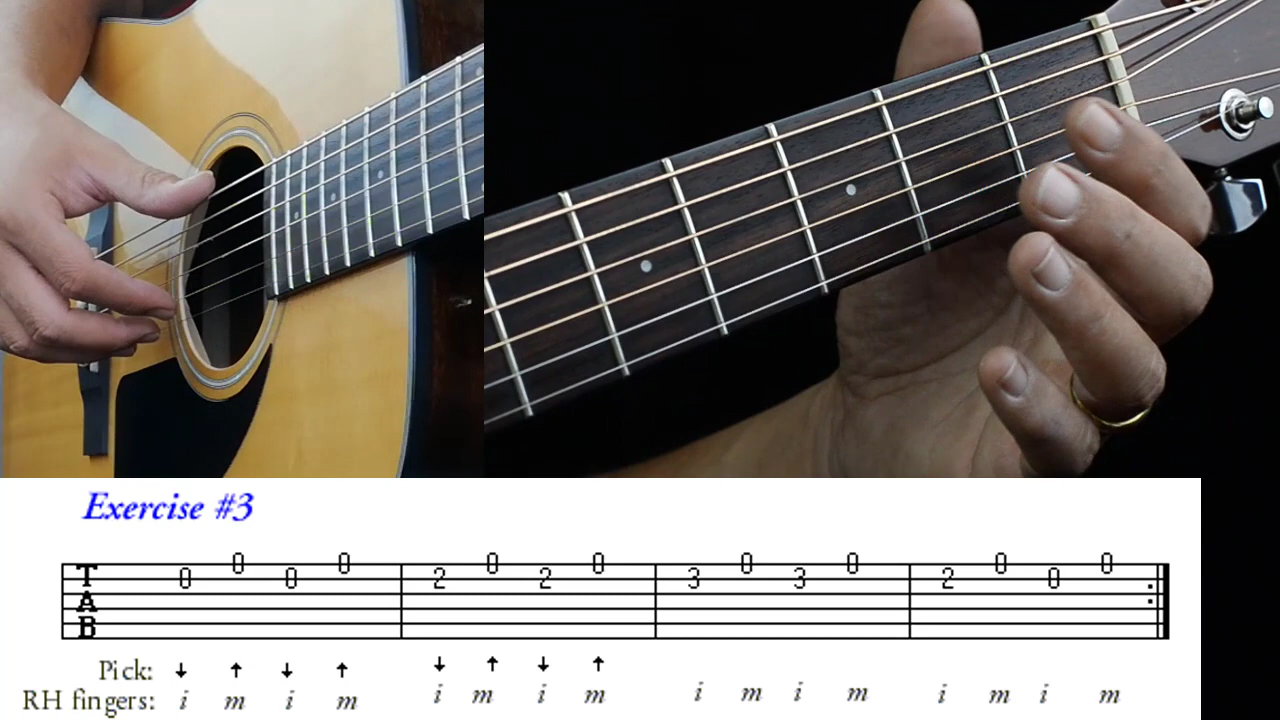 Exercise #3
0 0 0 0 2 0 2 0 3 0 3 0 2 0 0 0
T
A
B
Pick: ↓ ↑ ↓ ↑ ↓ ↑ ↓ ↑
RH fingers: i m i m i m i m i m i m i m i m